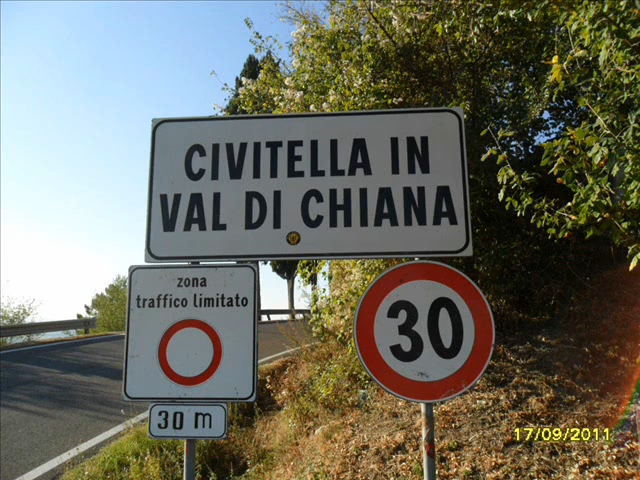 CIVITELLA IN
VAL DI CHIANA
zona
traffico limitato
30 m
30
17/09/2011